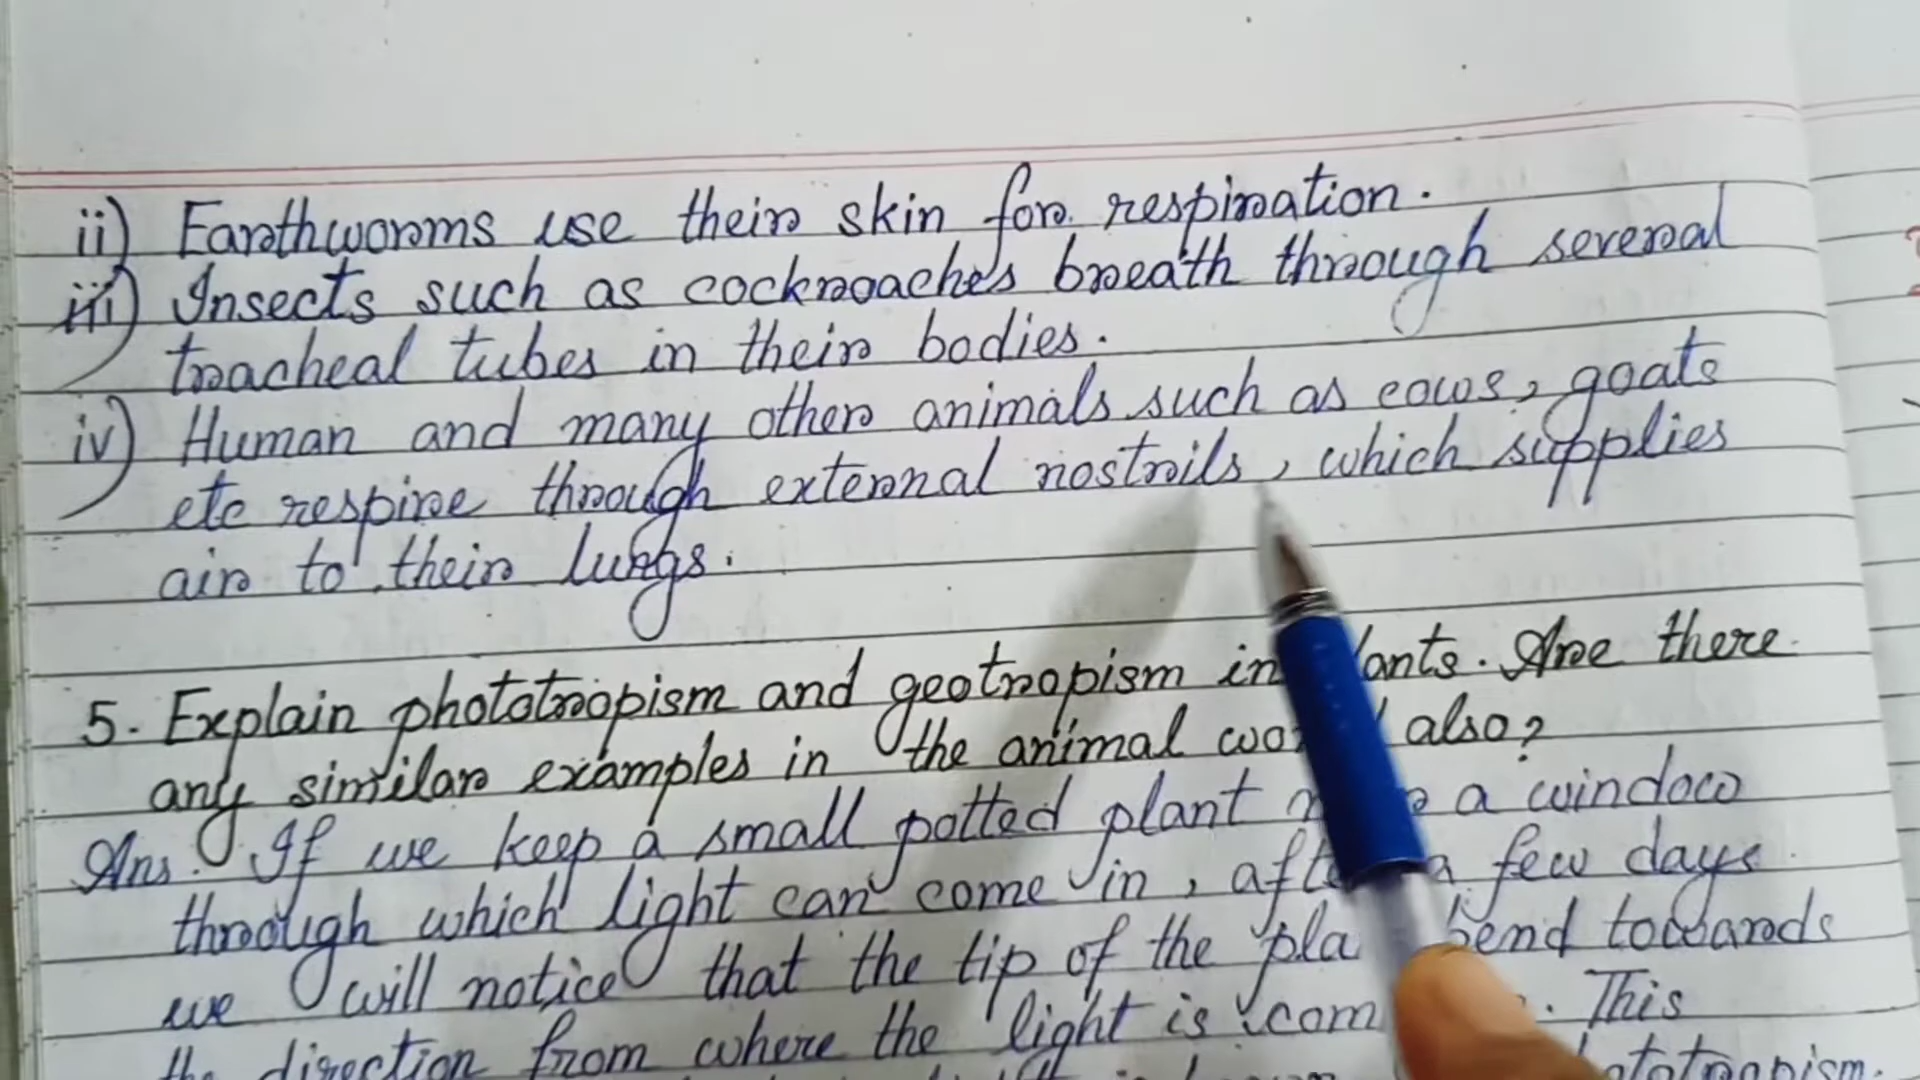 ii) Earthworms use their skin for respiration.
iii) Insects such as cockroaches breath through several
tracheal tubes in their bodies.
iv) Human and many other animals such as cows, goats
etc respire through external nostrils, which supplies
air to their lungs.
5. Explain phototropism and geotropism in lants. Are there
any similar examples in the animal wo also?
Ans. If we keep a small potted plant a window
through which light can come in, aft a few days
we will notice that the tip of the pla bend towards
the direction from where the light is com . This
ototropism.